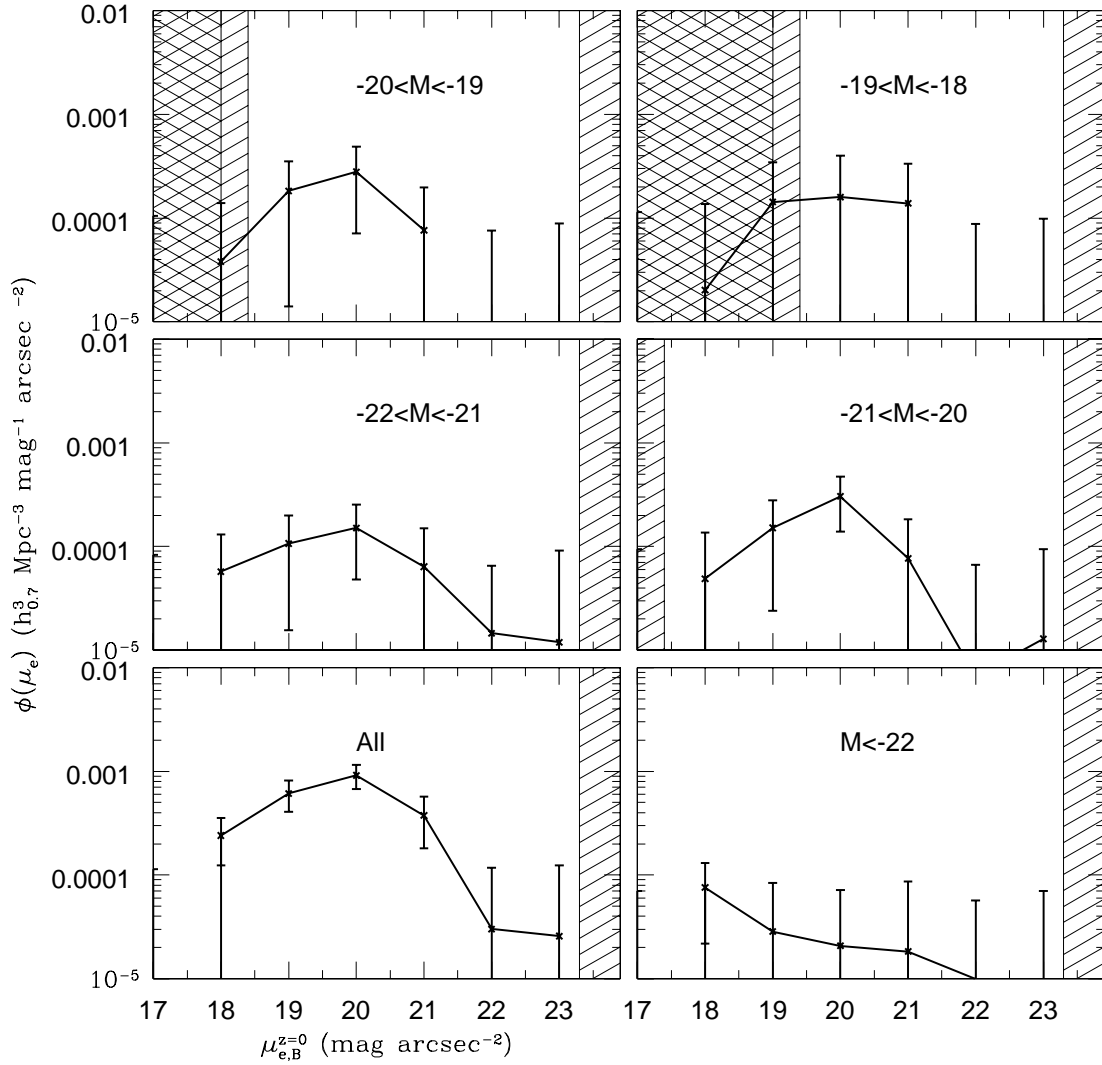 0.01
0.001
0.0001
10⁻⁵
-20<M<-19
-19<M<-18
0.01
0.001
0.0001
10⁻⁵
-22<M<-21
-21<M<-20
0.01
0.001
0.0001
10⁻⁵
All
M<-22
17 18 19 20 21 22 23
17 18 19 20 21 22 23
ϕ(μₑ) (h³₀.₇ Mpc⁻³ mag⁻¹ arcsec ⁻²)
μ_{e,B}^{z=0} (mag arcsec⁻²)